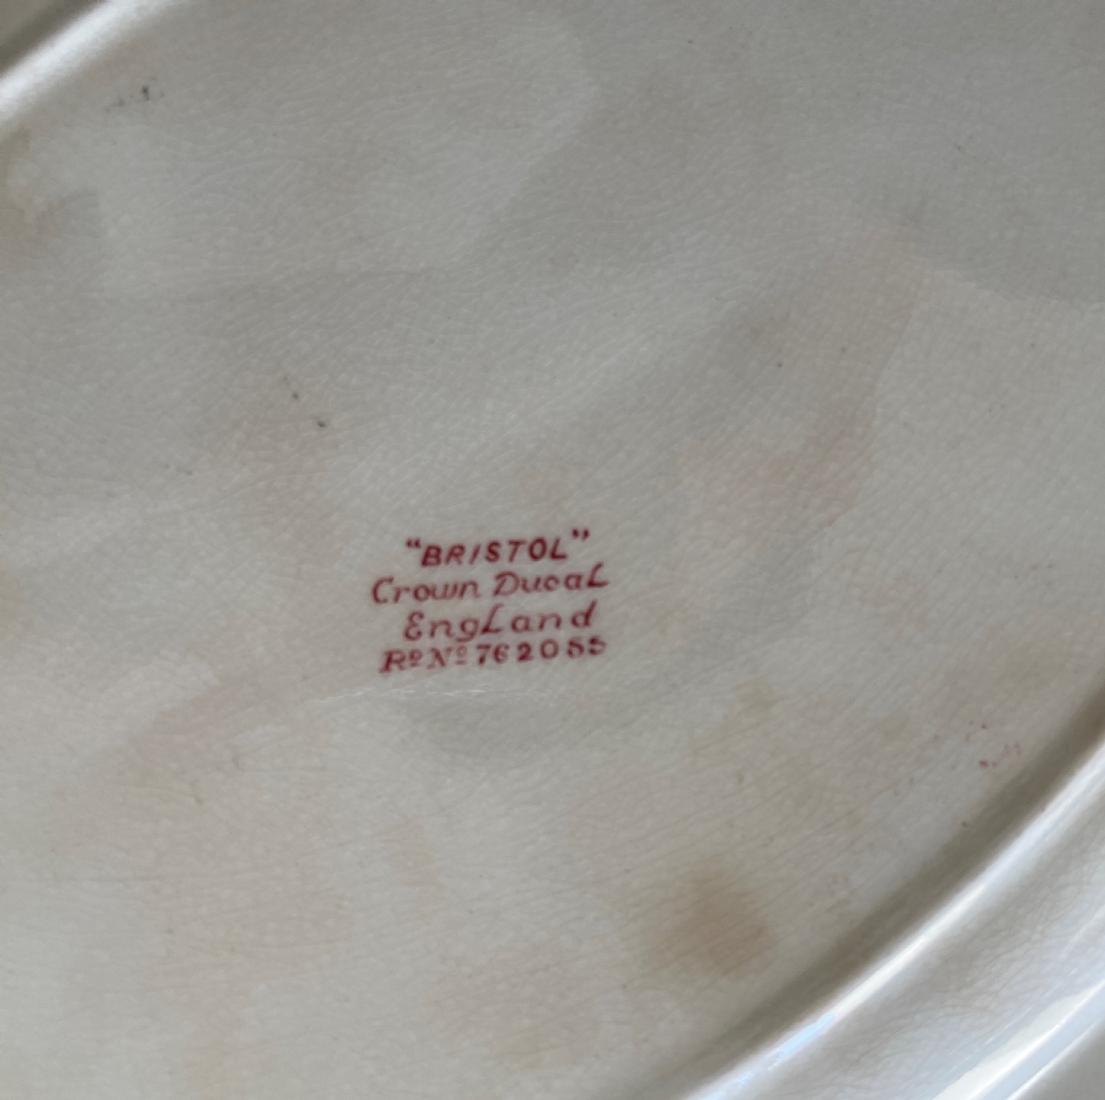 "BRISTOL"
Crown Ducal
England
Rᵈ Nº 762055